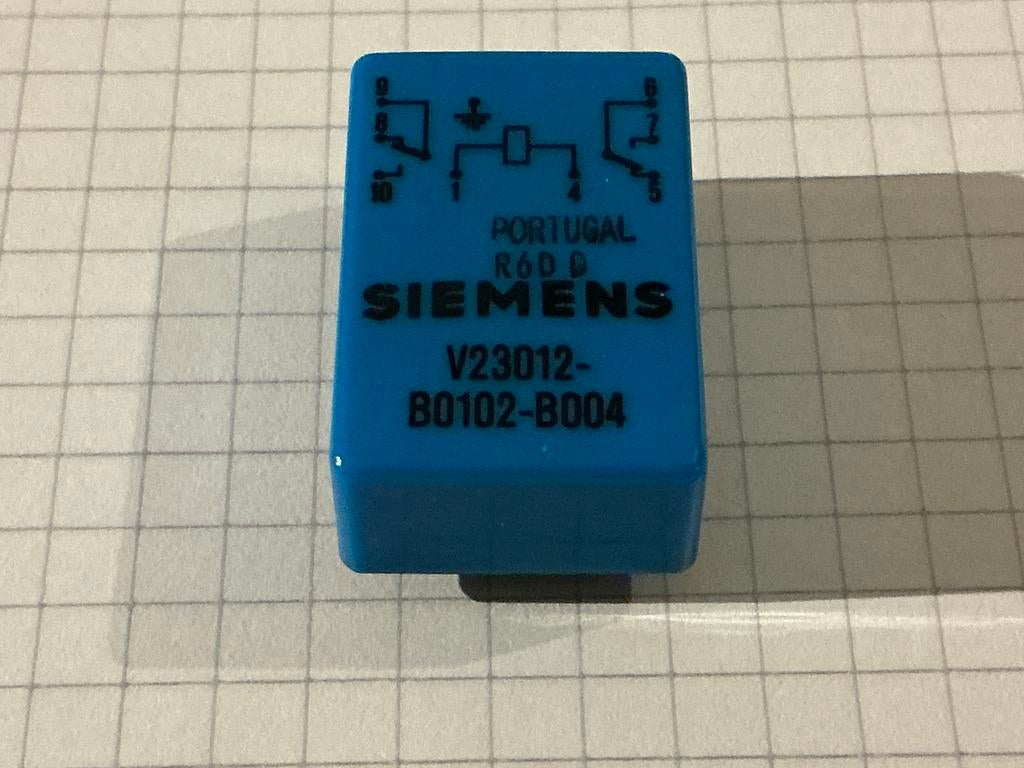 9 6
8 7
10 1 4 5
PORTUGAL
R6D D
SIEMENS
V23012-
B0102-B004